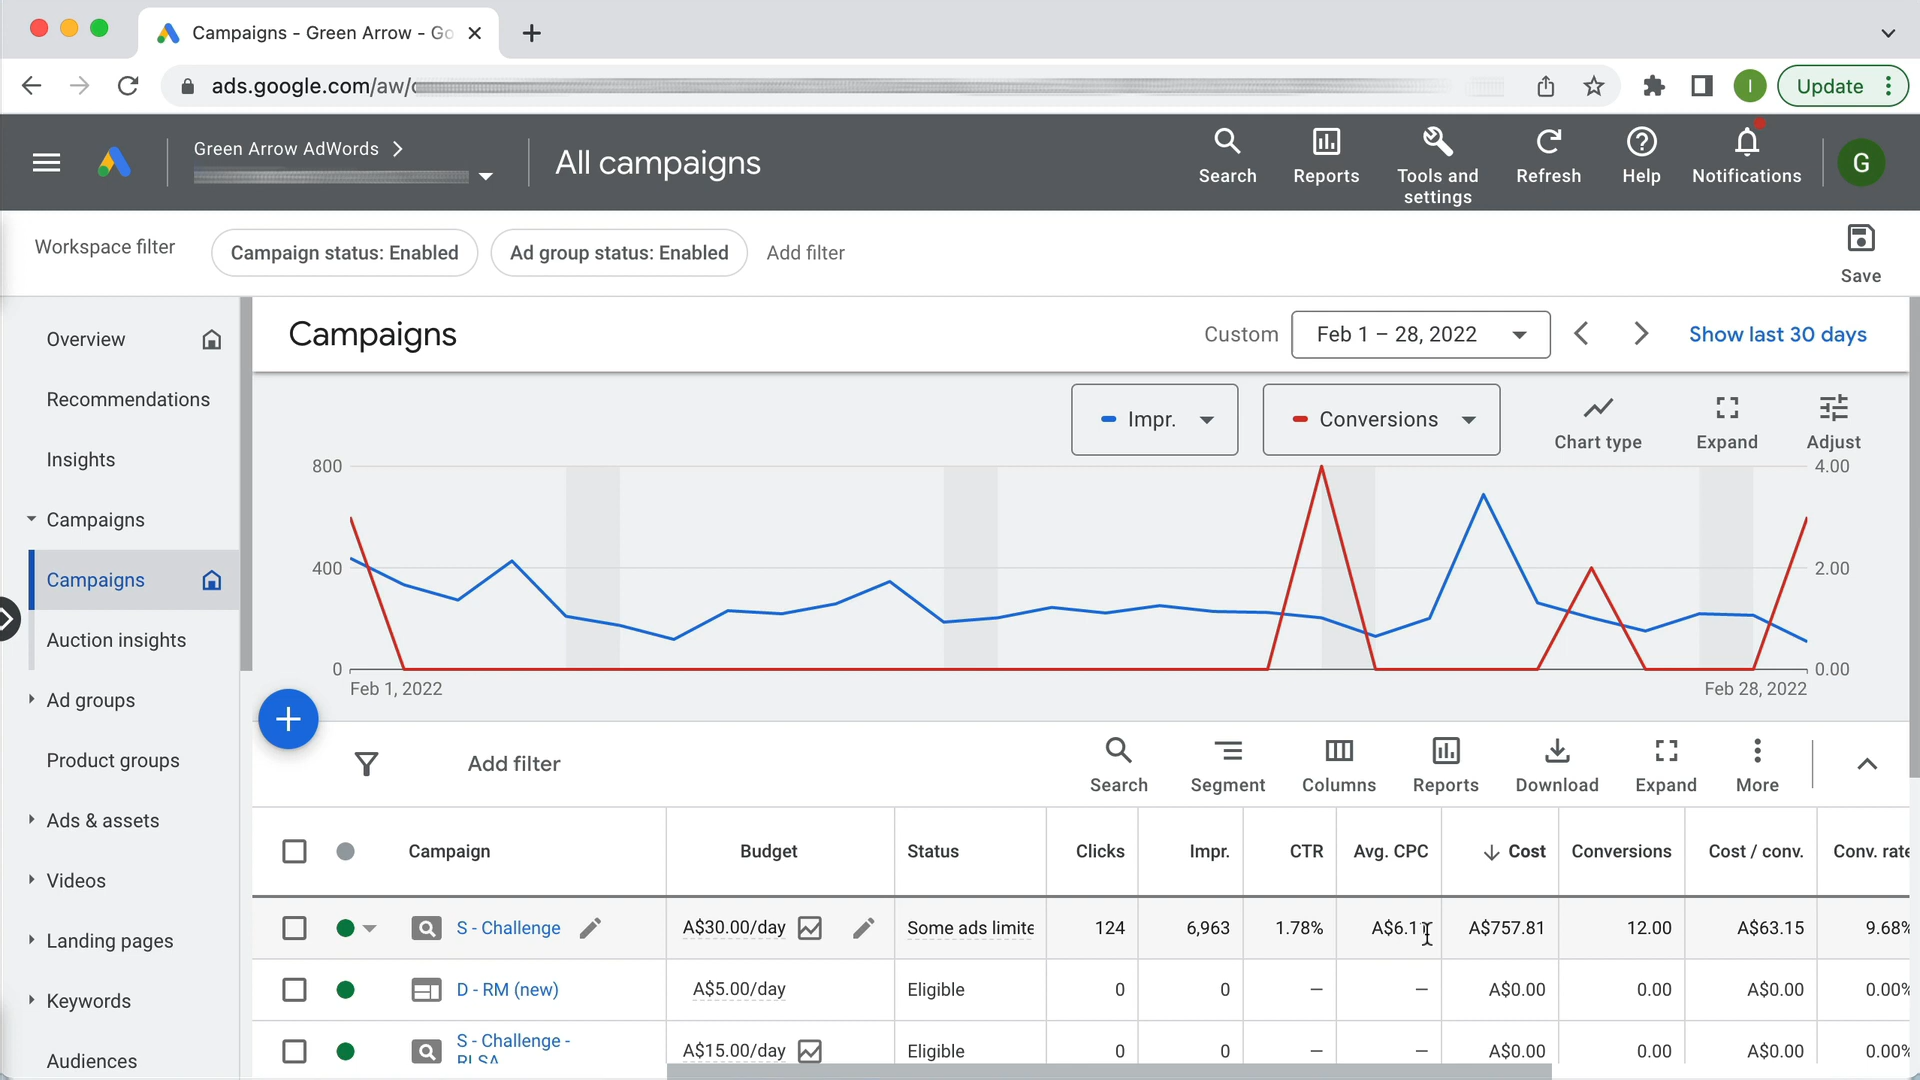 Campaigns - Green Arrow - Go
ads.google.com/aw/
I
Update
Green Arrow AdWords
All campaigns
Search
Reports
Tools and
settings
Refresh
Help
Notifications
G
Workspace filter
Campaign status: Enabled
Ad group status: Enabled
Add filter
Save
Overview
Recommendations
Insights
Campaigns
Campaigns
Auction insights
Ad groups
Product groups
Ads & assets
Videos
Landing pages
Keywords
Audiences
Campaigns
Custom
Feb 1 – 28, 2022
Show last 30 days
Impr.
Conversions
Chart type
Expand
Adjust
800
400
0
4.00
2.00
0.00
Feb 1, 2022
Feb 28, 2022
Add filter
Search
Segment
Columns
Reports
Download
Expand
More
Campaign Budget Status Clicks Impr. CTR Avg. CPC Cost Conversions Cost / conv. Conv. rate
S - Challenge A$30.00/day Some ads limite 124 6,963 1.78% A$6.1 A$757.81 12.00 A$63.15 9.68%
D - RM (new) A$5.00/day Eligible 0 0 – – A$0.00 0.00 A$0.00 0.00%
S - Challenge -
RLSA
A$15.00/day Eligible 0 0 – – A$0.00 0.00 A$0.00 0.00%